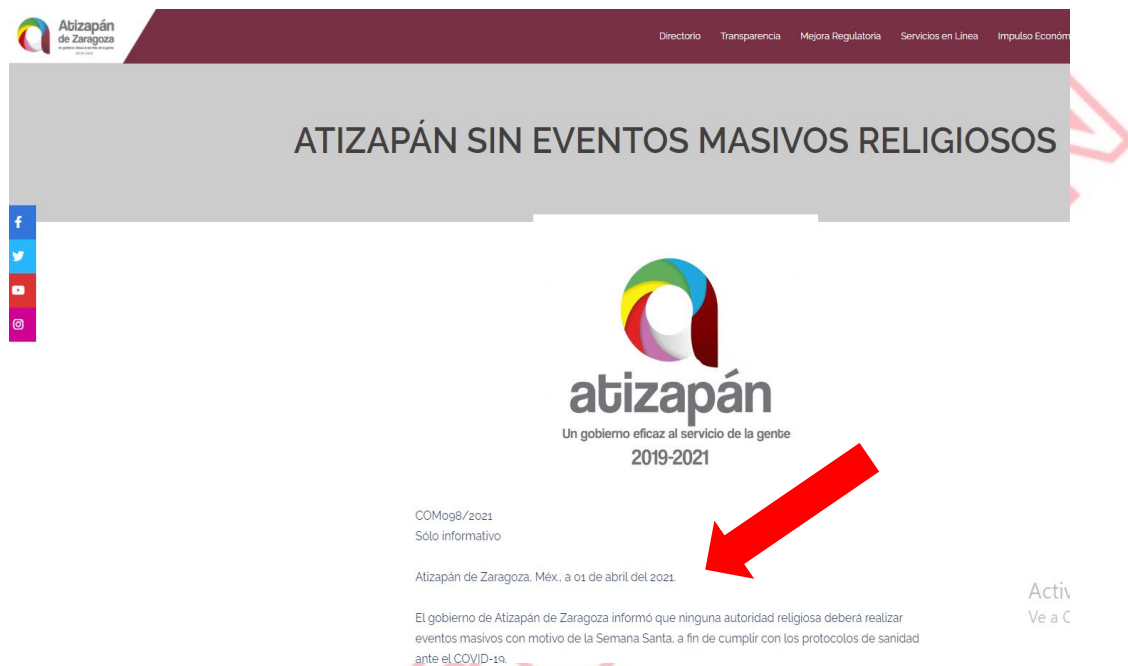 Atizapán
de Zaragoza
2019-2021
Directorio Transparencia Mejora Regulatoria Servicios en Línea Impulso Económ
ATIZAPÁN SIN EVENTOS MASIVOS RELIGIOSOS
atizapán
Un gobierno eficaz al servicio de la gente
2019-2021
COM098/2021
Sólo informativo
Atizapán de Zaragoza, Méx., a 01 de abril del 2021.
El gobierno de Atizapán de Zaragoza informó que ninguna autoridad religiosa deberá realizar
eventos masivos con motivo de la Semana Santa, a fin de cumplir con los protocolos de sanidad
ante el COVID-19.
Activ
Ve a C